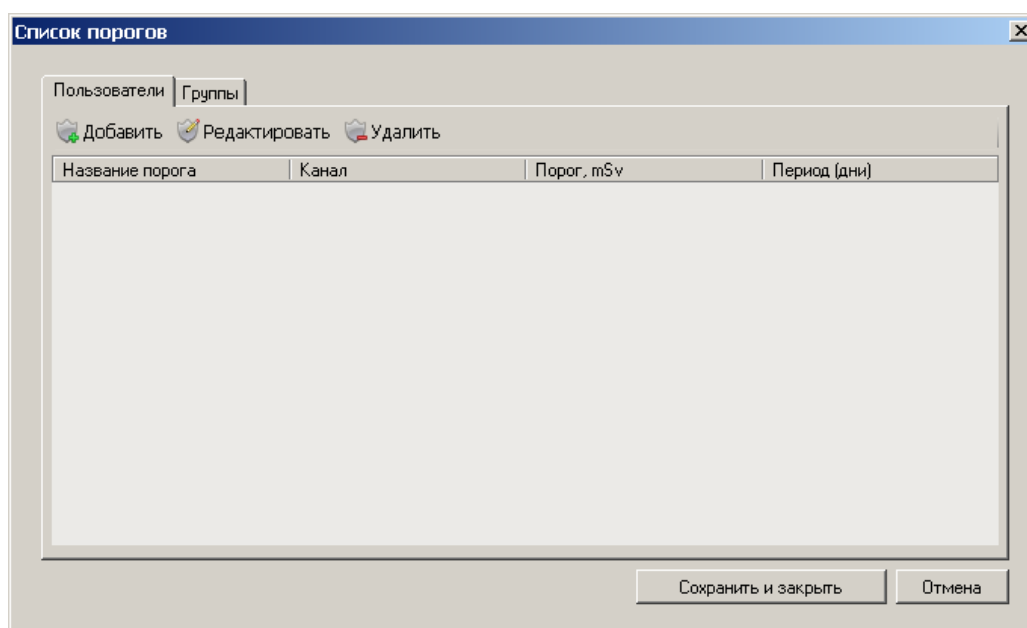 Список порогов
Пользователи Группы
Добавить Редактировать Удалить
Название порога Канал Порог, mSv Период (дни)
Сохранить и закрыть Отмена